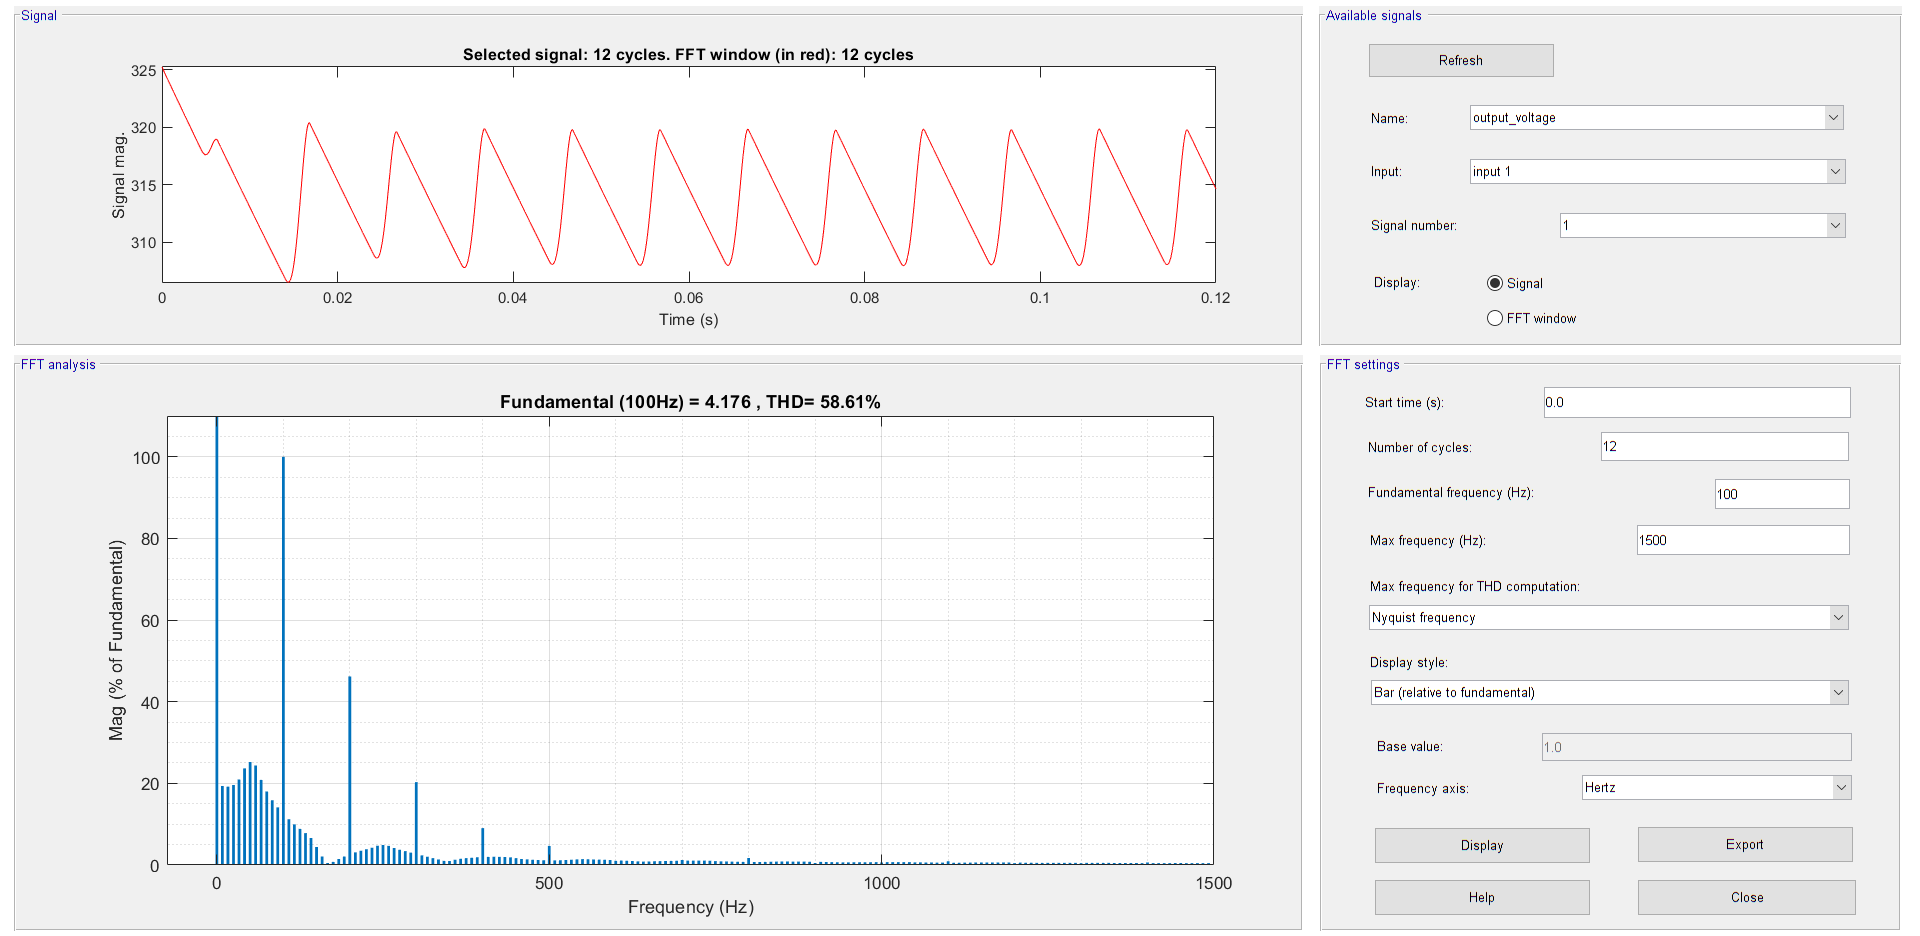 Signal
Selected signal: 12 cycles. FFT window (in red): 12 cycles
Signal mag.
325
320
315
310
0
0.02
0.04
0.06
0.08
0.1
0.12
Time (s)
Available signals
Refresh
Name:
output_voltage
Input:
input 1
Signal number:
1
Display:
Signal
FFT window
FFT analysis
Fundamental (100Hz) = 4.176 , THD= 58.61%
Mag (% of Fundamental)
100
80
60
40
20
0
0
500
1000
1500
Frequency (Hz)
FFT settings
Start time (s):
0.0
Number of cycles:
12
Fundamental frequency (Hz):
100
Max frequency (Hz):
1500
Max frequency for THD computation:
Nyquist frequency
Display style:
Bar (relative to fundamental)
Base value:
1.0
Frequency axis:
Hertz
Display
Export
Help
Close